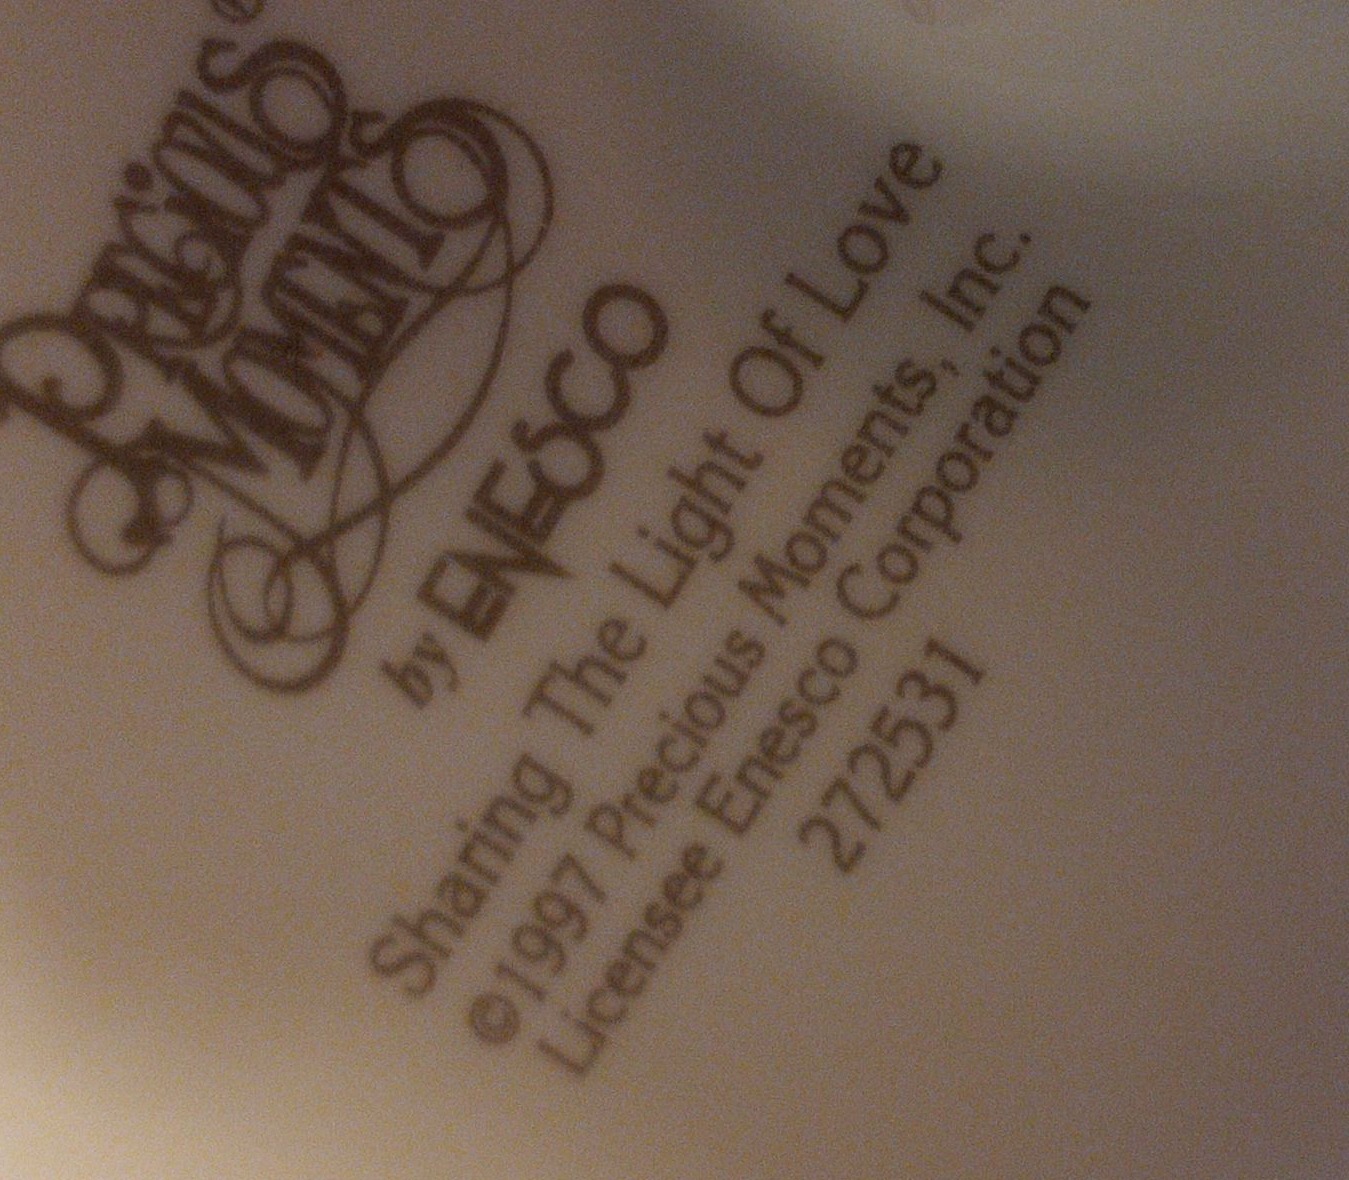 PRECIOUS
MOMENTS
by ENESCO
Sharing The Light Of Love
©1997 Precious Moments, Inc.
Licensee Enesco Corporation
272531